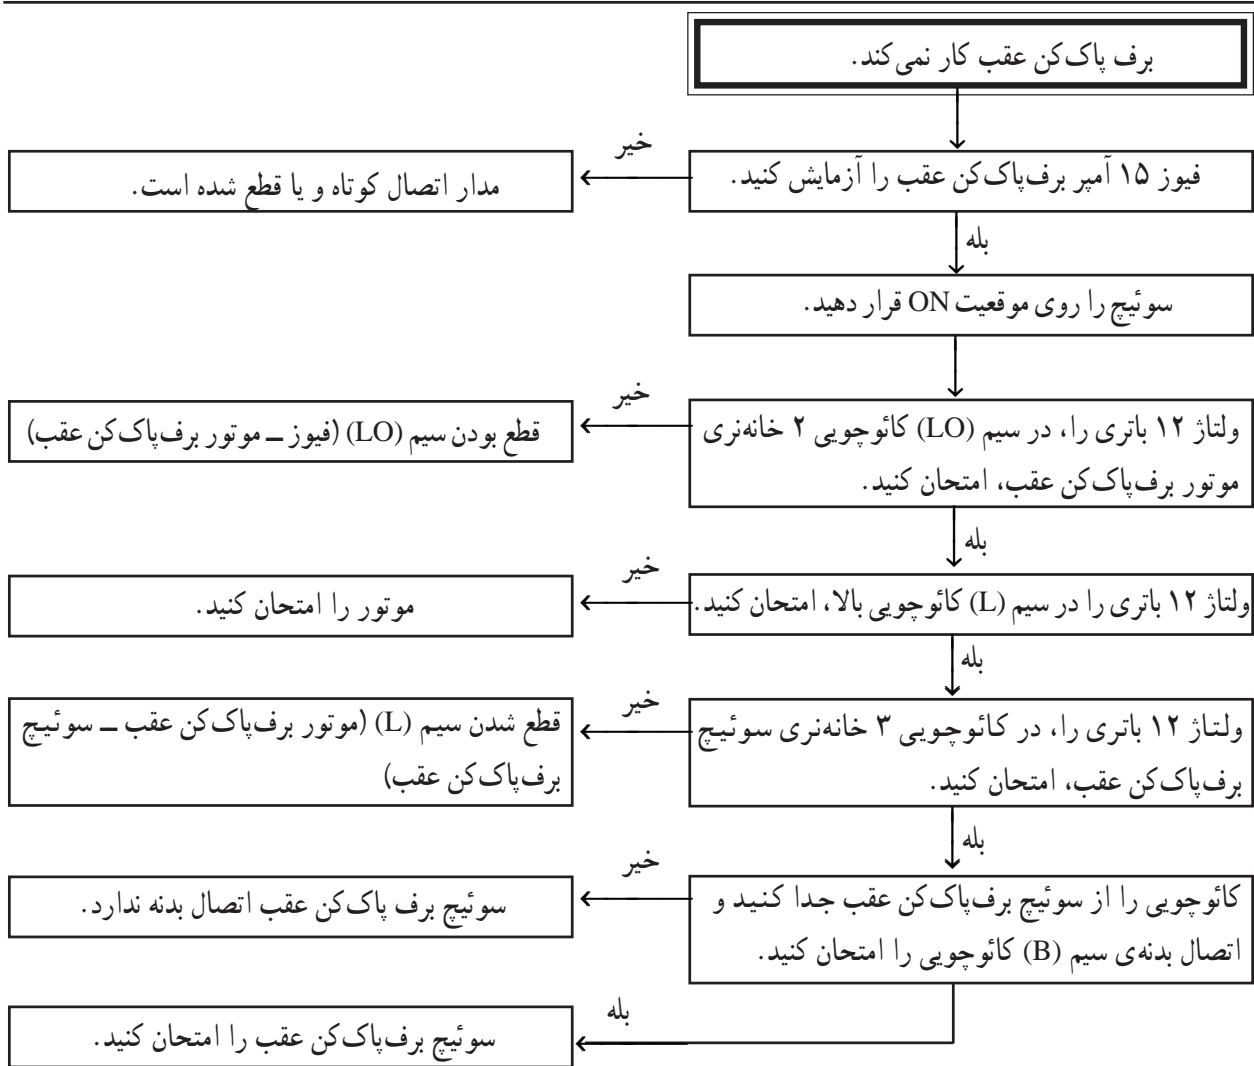 برف پاک‌کن عقب کار نمی‌کند.
فیوز ۱۵ آمپر برف‌پاک‌کن عقب را آزمایش کنید.
خیر
مدار اتصال کوتاه و یا قطع شده است.
بله
سوئیچ را روی موقعیت ON قرار دهید.
ولتاژ ۱۲ باتری را، در سیم (LO) کائوچویی ۲ خانه‌نری
موتور برف‌پاک‌کن عقب، امتحان کنید.
خیر
قطع بودن سیم (LO) (فیوز ــ موتور برف‌پاک‌کن عقب)
بله
ولتاژ ۱۲ باتری را در سیم (L) کائوچویی بالا، امتحان کنید.
خیر
موتور را امتحان کنید.
بله
ولتاژ ۱۲ باتری را، در کائوچویی ۳ خانه‌نری سوئیچ
برف‌پاک‌کن عقب، امتحان کنید.
خیر
قطع شدن سیم (L) (موتور برف‌پاک‌کن عقب ــ سوئیچ
برف‌پاک‌کن عقب)
بله
کائوچویی را از سوئیچ برف‌پاک‌کن عقب جدا کنید و
اتصال بدنه‌ی سیم (B) کائوچویی را امتحان کنید.
خیر
سوئیچ برف پاک‌کن عقب اتصال بدنه ندارد.
بله
سوئیچ برف‌پاک‌کن عقب را امتحان کنید.